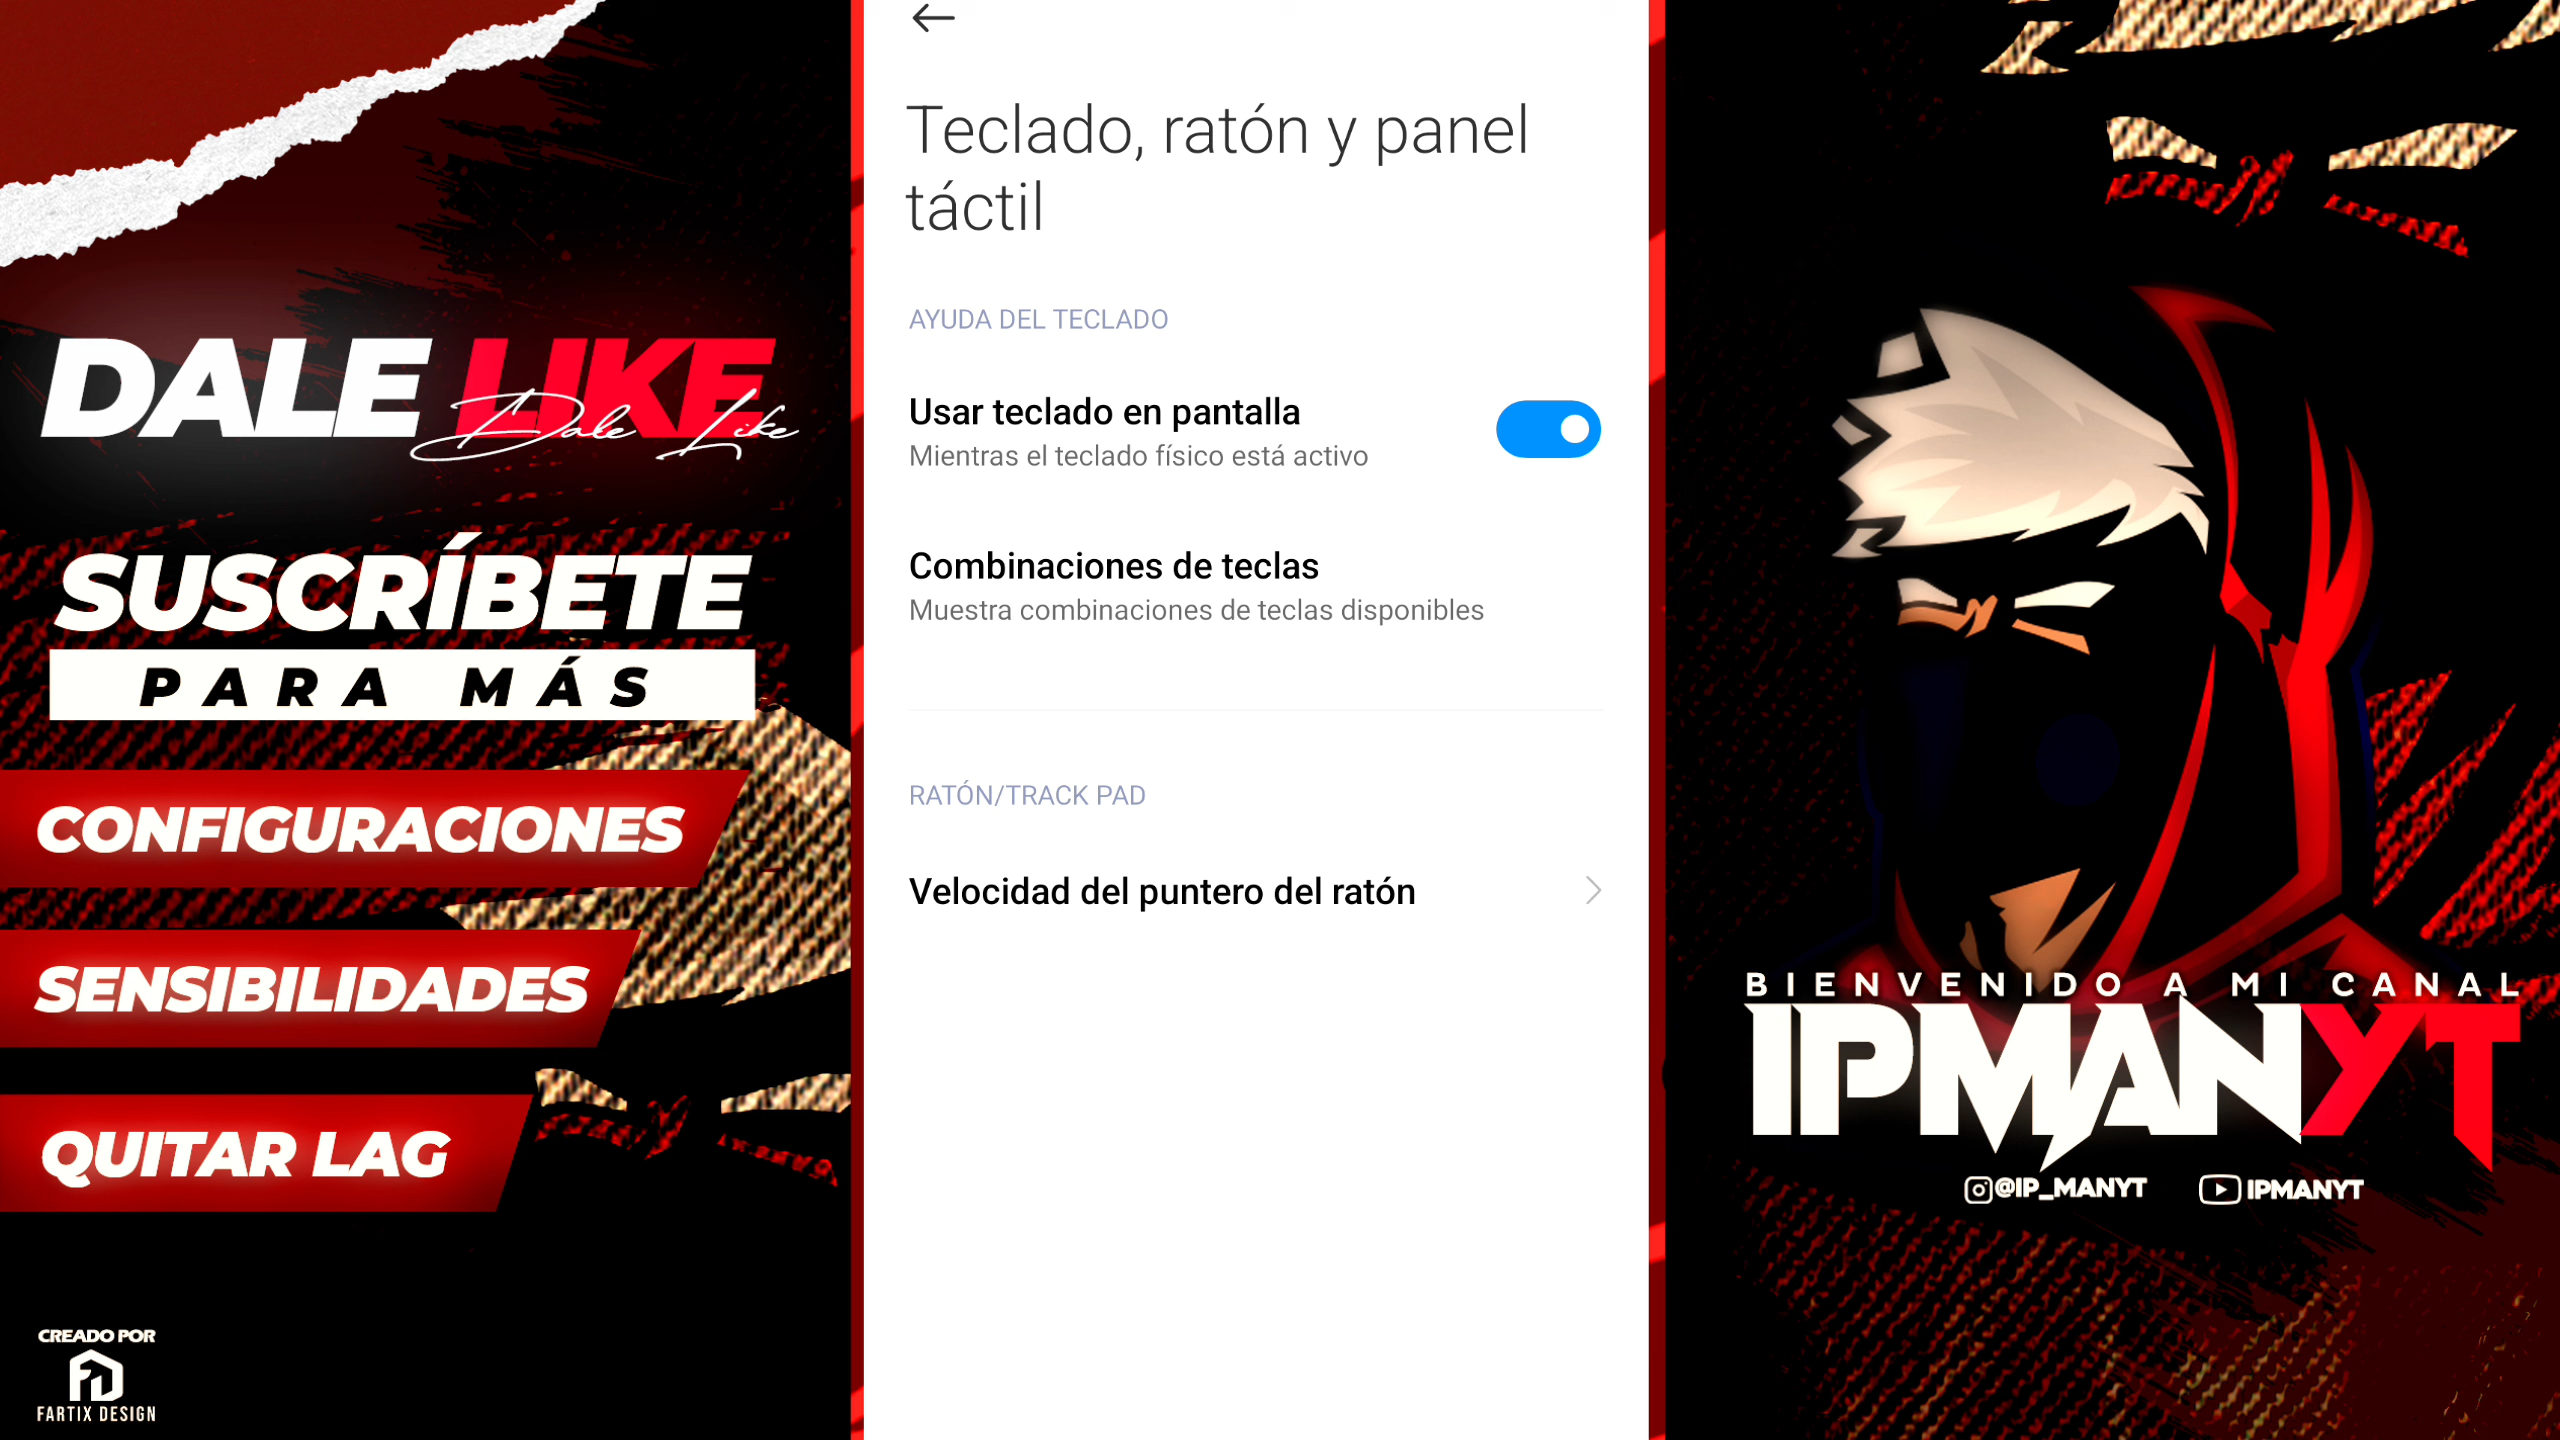 DALE LIKE
Dale Like
SUSCRÍBETE
PARA MÁS
CONFIGURACIONES
SENSIBILIDADES
QUITAR LAG
CREADO POR
FARTIX DESIGN
Teclado, ratón y panel
táctil
AYUDA DEL TECLADO
Usar teclado en pantalla
Mientras el teclado físico está activo
Combinaciones de teclas
Muestra combinaciones de teclas disponibles
RATÓN/TRACK PAD
Velocidad del puntero del ratón
BIENVENIDO A MI CANAL
IPMANYT
@IP_MANYT IPMANYT